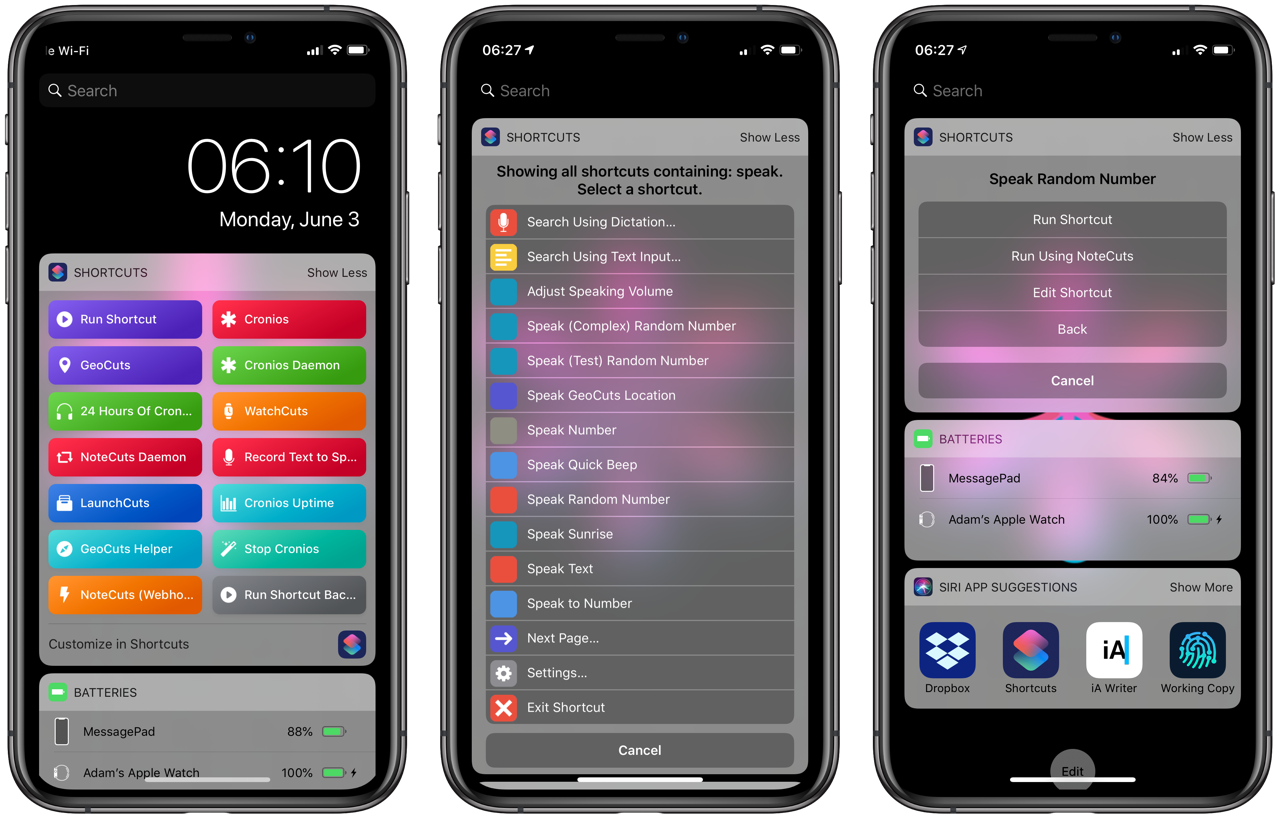 le Wi-Fi
Search
06:10
Monday, June 3
SHORTCUTS Show Less
Run Shortcut Cronios
GeoCuts Cronios Daemon
24 Hours Of Cron... WatchCuts
NoteCuts Daemon Record Text to Sp...
LaunchCuts Cronios Uptime
GeoCuts Helper Stop Cronios
NoteCuts (Webho... Run Shortcut Bac...
Customize in Shortcuts
BATTERIES
MessagePad 88%
Adam's Apple Watch 100%
06:27
Search
SHORTCUTS Show Less
Showing all shortcuts containing: speak.
Select a shortcut.
Search Using Dictation...
Search Using Text Input...
Adjust Speaking Volume
Speak (Complex) Random Number
Speak (Test) Random Number
Speak GeoCuts Location
Speak Number
Speak Quick Beep
Speak Random Number
Speak Sunrise
Speak Text
Speak to Number
Next Page...
Settings...
Exit Shortcut
Cancel
06:27
Search
SHORTCUTS Show Less
Speak Random Number
Run Shortcut
Run Using NoteCuts
Edit Shortcut
Back
Cancel
BATTERIES
MessagePad 84%
Adam's Apple Watch 100%
SIRI APP SUGGESTIONS Show More
iA
Dropbox Shortcuts iA Writer Working Copy
Edit